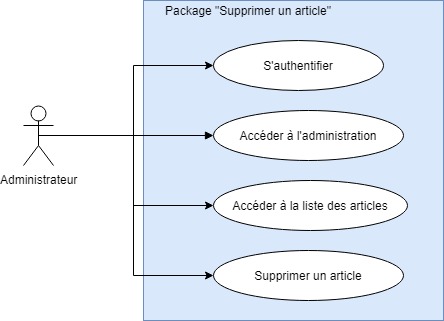 Package "Supprimer un article"
S'authentifier
Accéder à l'administration
Administrateur
Accéder à la liste des articles
Supprimer un article